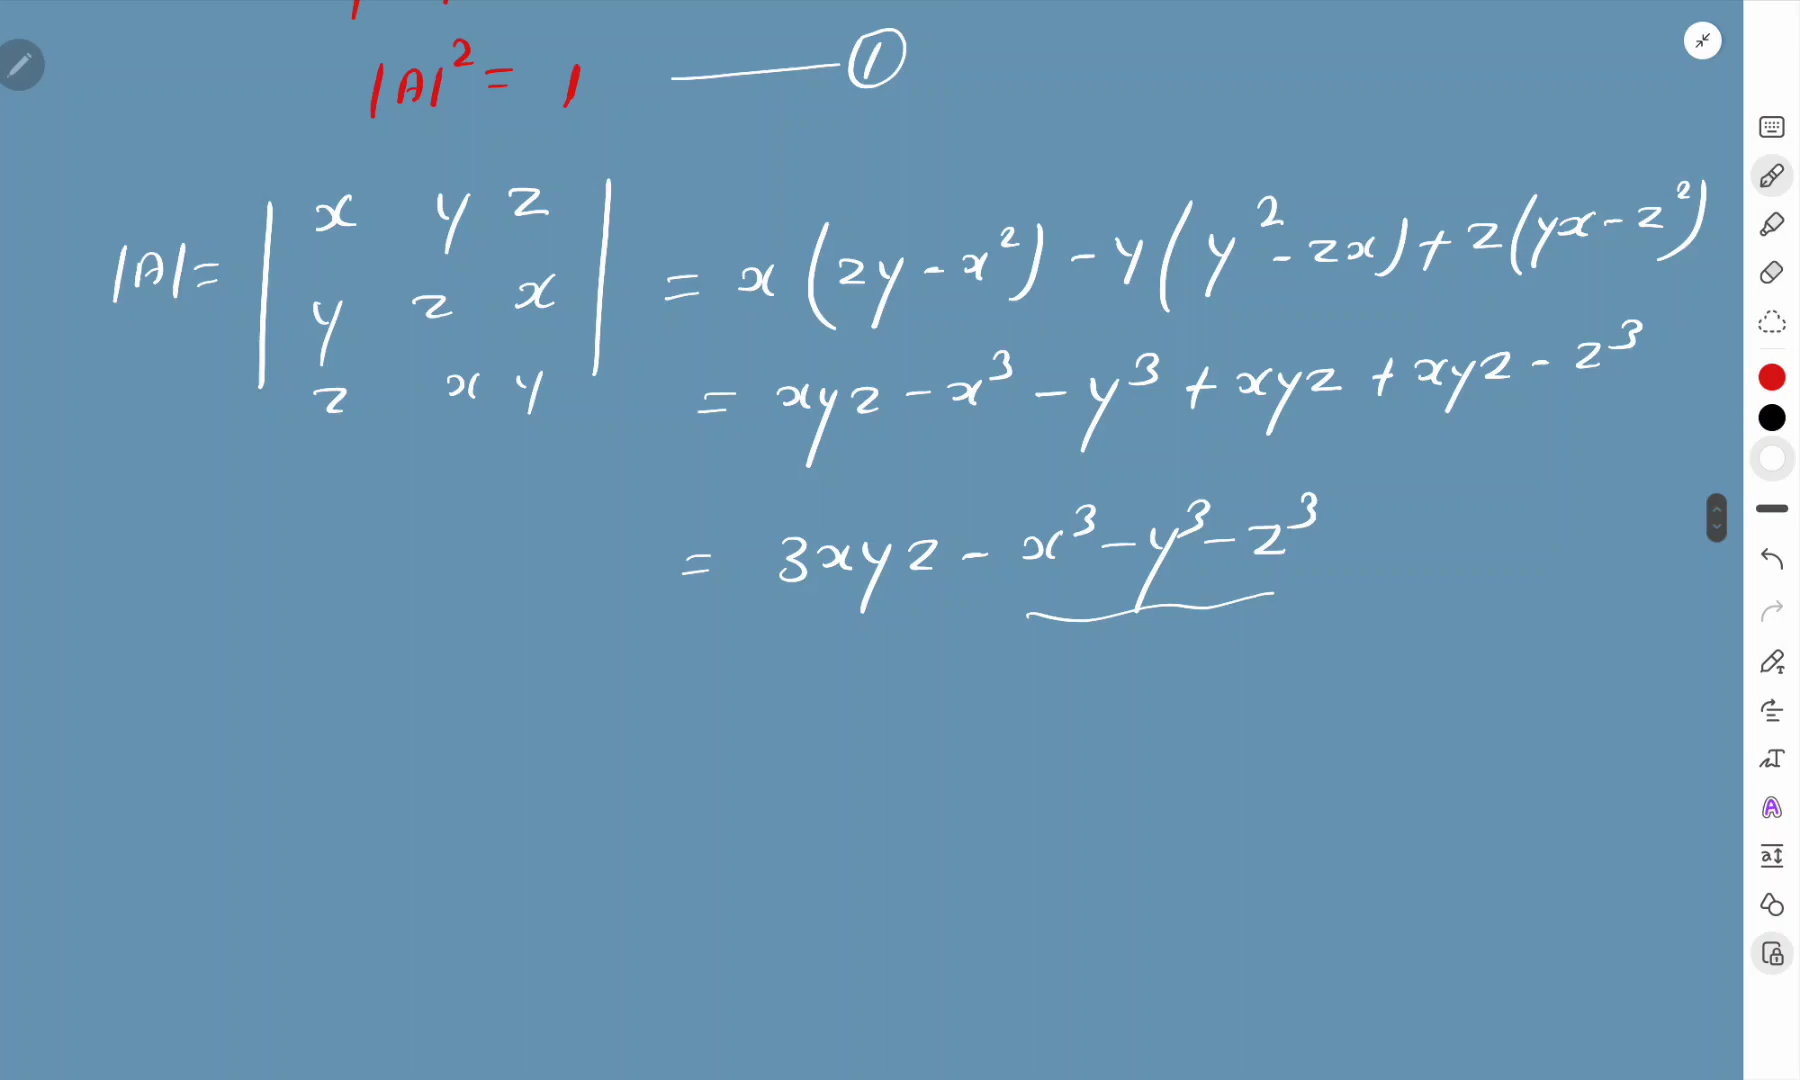 |A|² = 1 ——— ①
|A| = | x y z | = x(zy - x²) - y(y² - zx) + z(yx - z²)
| y z x |
| z x y | = xyz - x³ - y³ + xyz + xyz - z³
= 3xyz - x³ - y³ - z³